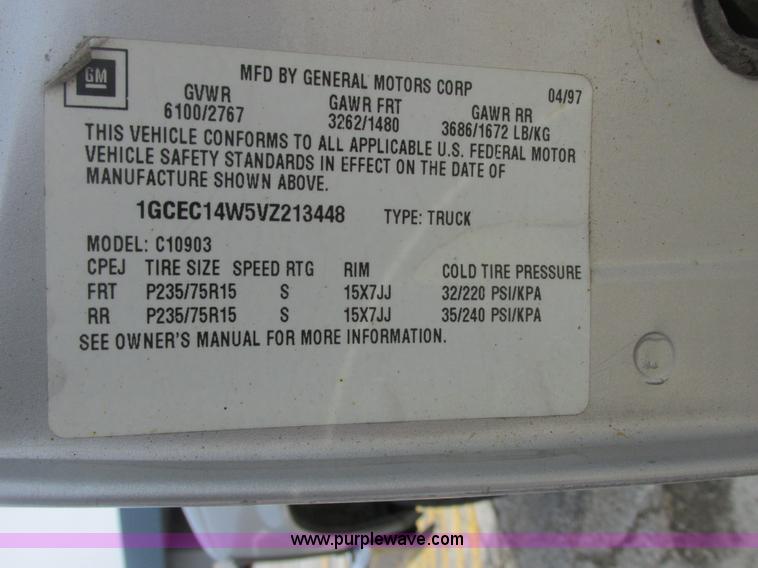 GM
MFD BY GENERAL MOTORS CORP 04/97
GVWR GAWR FRT GAWR RR
6100/2767 3262/1480 3686/1672 LB/KG
THIS VEHICLE CONFORMS TO ALL APPLICABLE U.S. FEDERAL MOTOR
VEHICLE SAFETY STANDARDS IN EFFECT ON THE DATE OF
MANUFACTURE SHOWN ABOVE.
1GCEC14W5VZ213448 TYPE: TRUCK
MODEL: C10903
CPEJ TIRE SIZE SPEED RTG RIM COLD TIRE PRESSURE
FRT P235/75R15 S 15X7JJ 32/220 PSI/KPA
RR P235/75R15 S 15X7JJ 35/240 PSI/KPA
SEE OWNER'S MANUAL FOR MORE INFORMATION.
www.purplewave.com